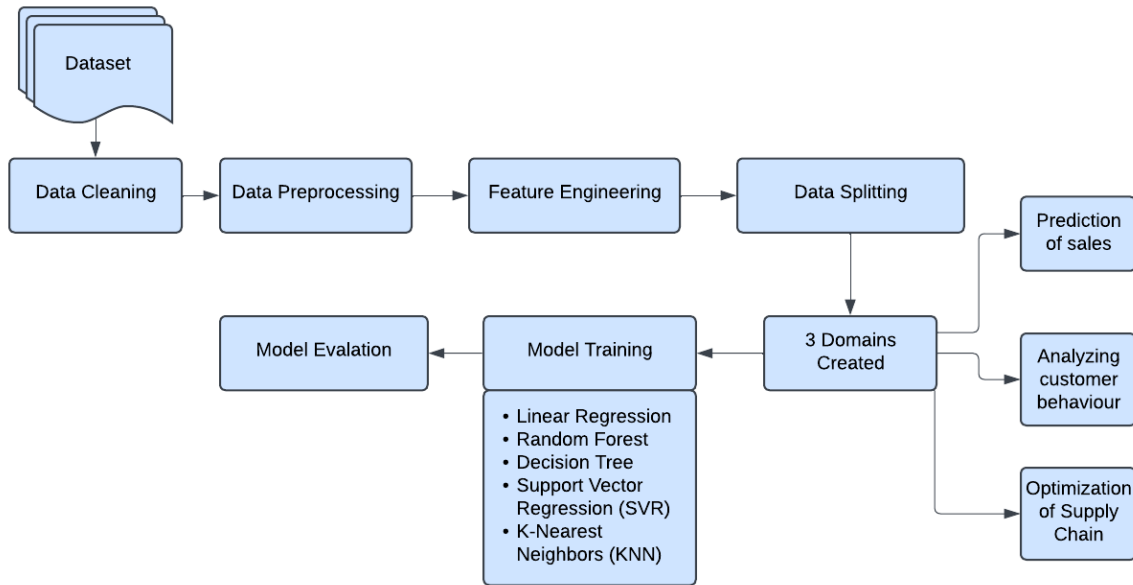 Dataset
Data Cleaning
Data Preprocessing
Feature Engineering
Data Splitting
Prediction
of sales
Model Evalation
Model Training
3 Domains
Created
Analyzing
customer
behaviour
• Linear Regression
• Random Forest
• Decision Tree
• Support Vector
Regression (SVR)
• K-Nearest
Neighbors (KNN)
Optimization
of Supply
Chain